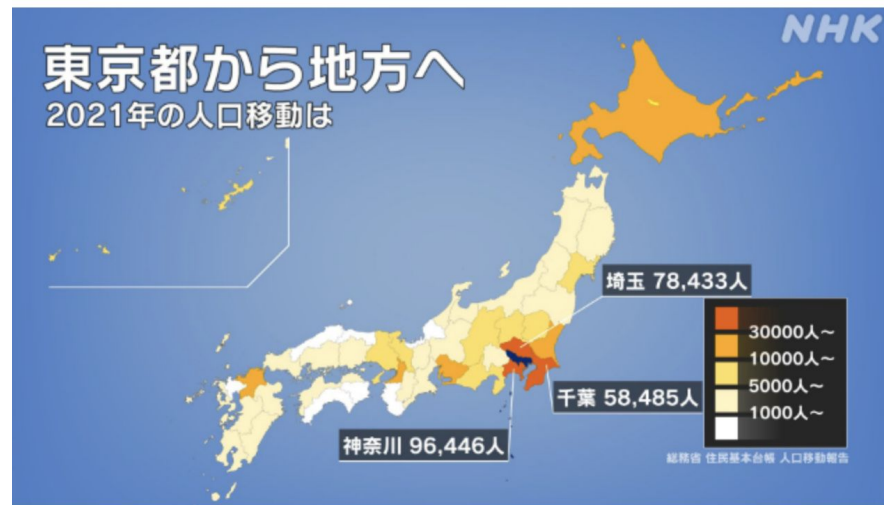 NHK
東京都から地方へ
2021年の人口移動は
埼玉 78,433人
千葉 58,485人
神奈川 96,446人
30000人～
10000人～
5000人～
1000人～
総務省 住民基本台帳 人口移動報告